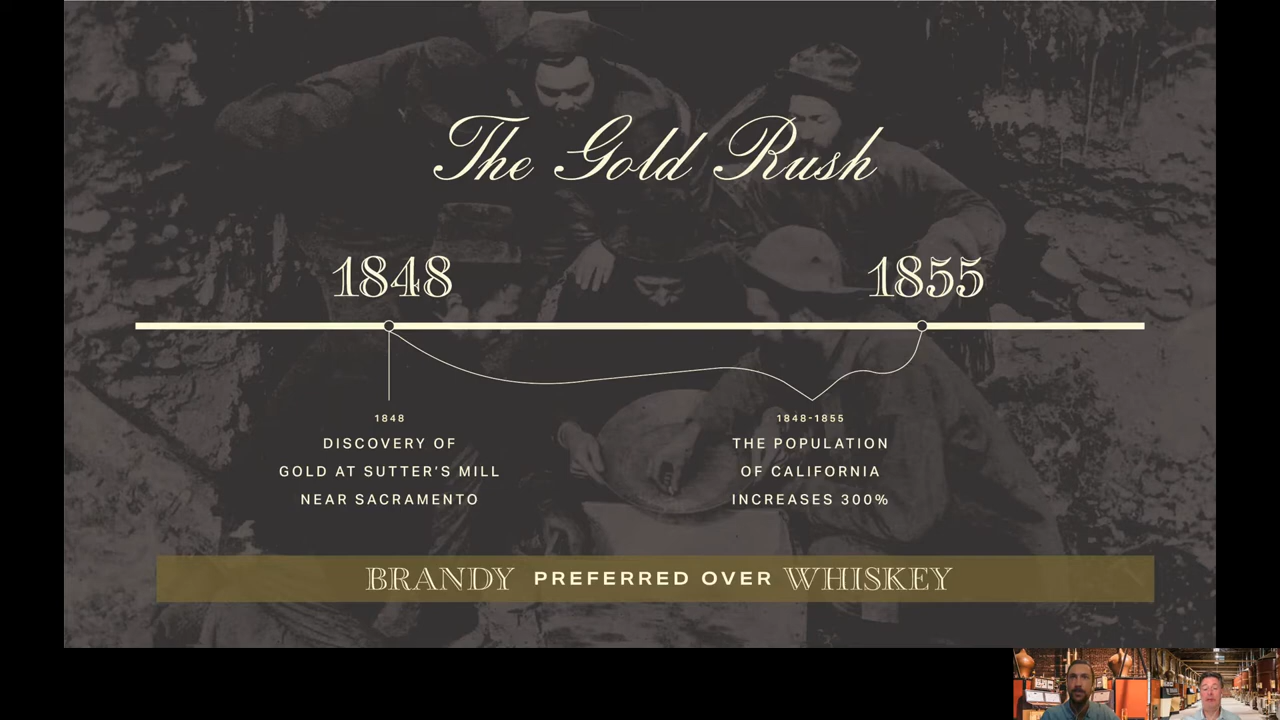 The Gold Rush
1848
1855
1848
DISCOVERY OF
GOLD AT SUTTER'S MILL
NEAR SACRAMENTO
1848-1855
THE POPULATION
OF CALIFORNIA
INCREASES 300%
BRANDY PREFERRED OVER WHISKEY